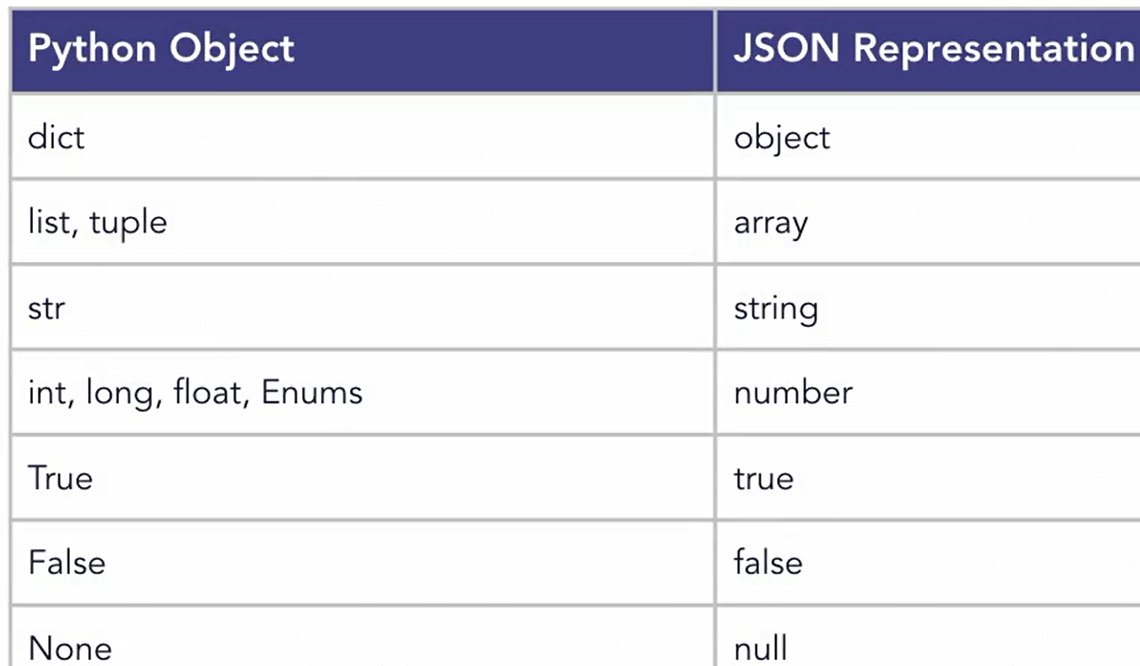 Python Object JSON Representation
dict object
list, tuple array
str string
int, long, float, Enums number
True true
False false
None null